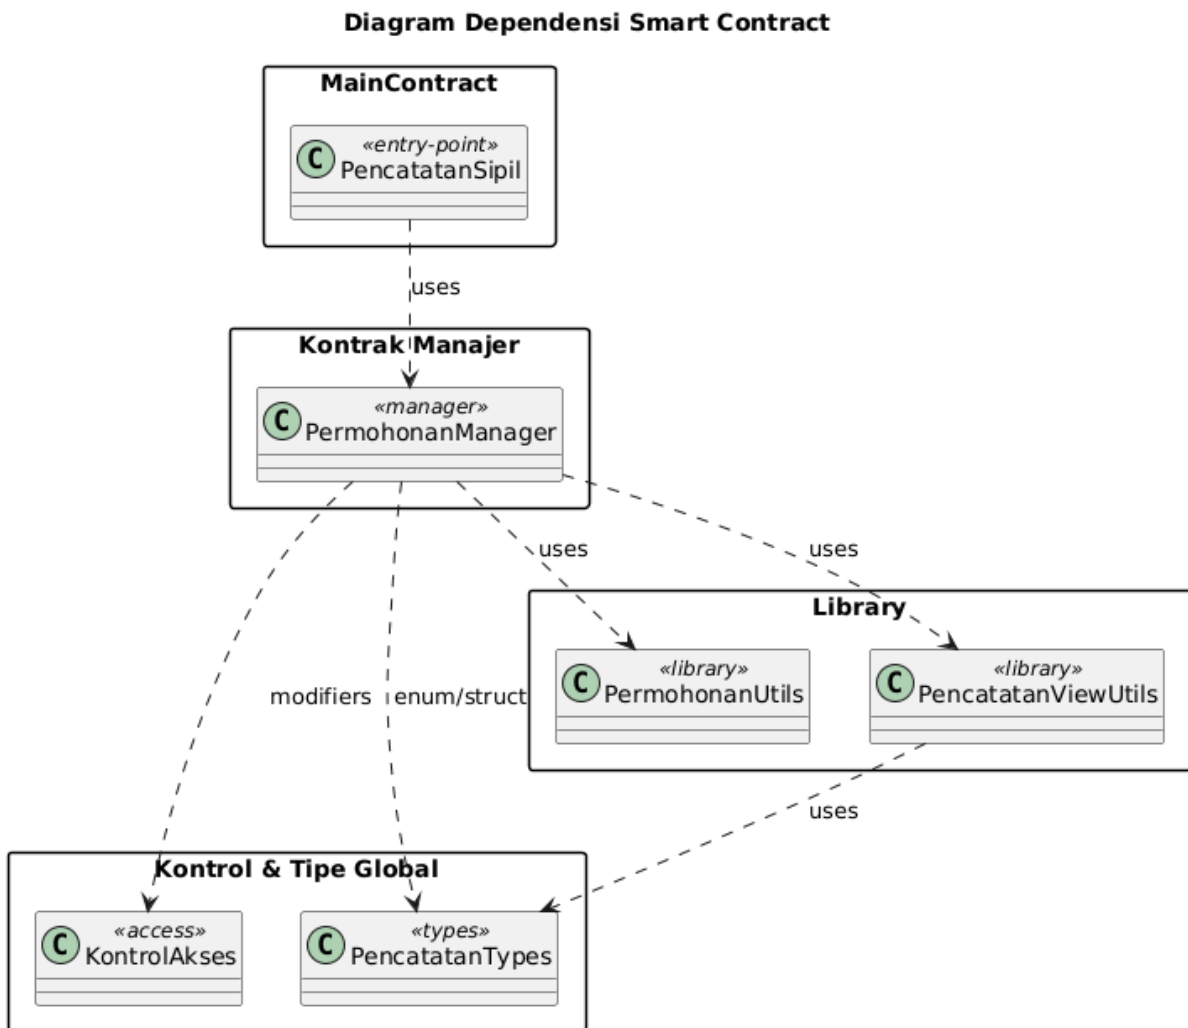 Diagram Dependensi Smart Contract
MainContract
C
«entry-point»
PencatatanSipil
uses
Kontrak Manajer
C
«manager»
PermohonanManager
uses
uses
Library
C
«library»
PermohonanUtils
C
«library»
PencatatanViewUtils
modifiers
enum/struct
uses
Kontrol & Tipe Global
C
«access»
KontrolAkses
C
«types»
PencatatanTypes